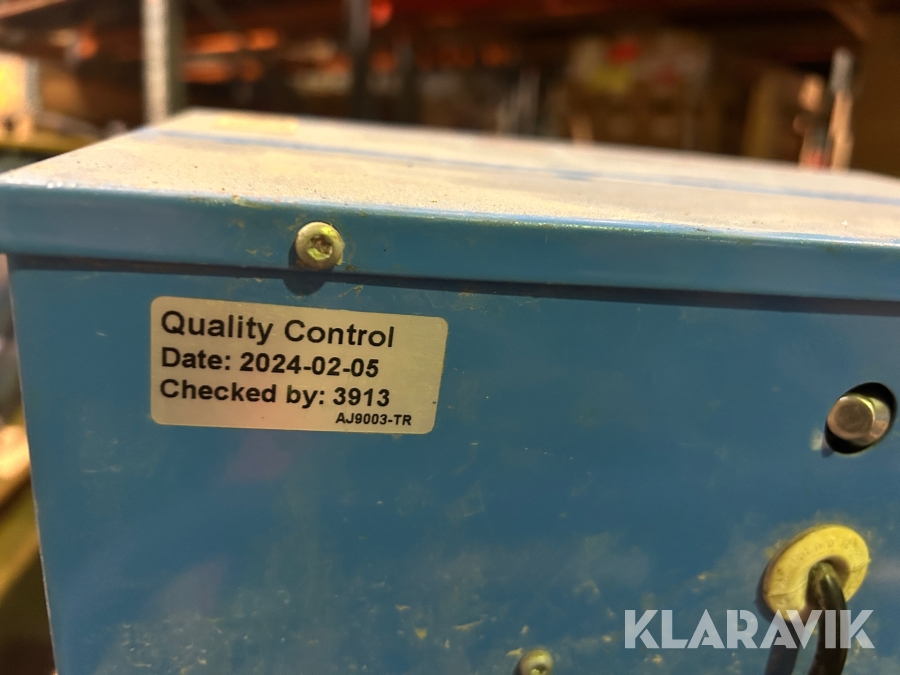 Quality Control
Date: 2024-02-05
Checked by: 3913
AJ9003-TR
KLARAVIK